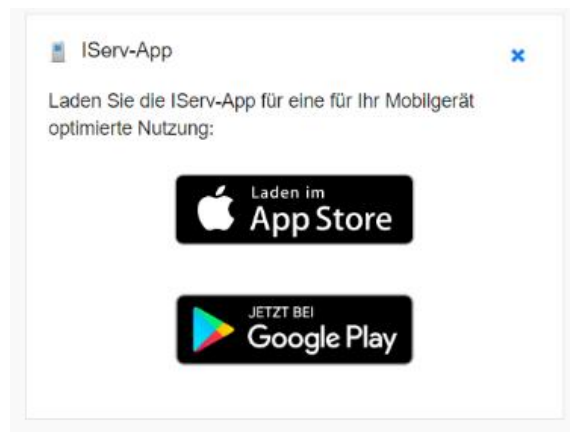 IServ-App
Laden Sie die IServ-App für eine für Ihr Mobilgerät
optimierte Nutzung:
Laden im
App Store
JETZT BEI
Google Play